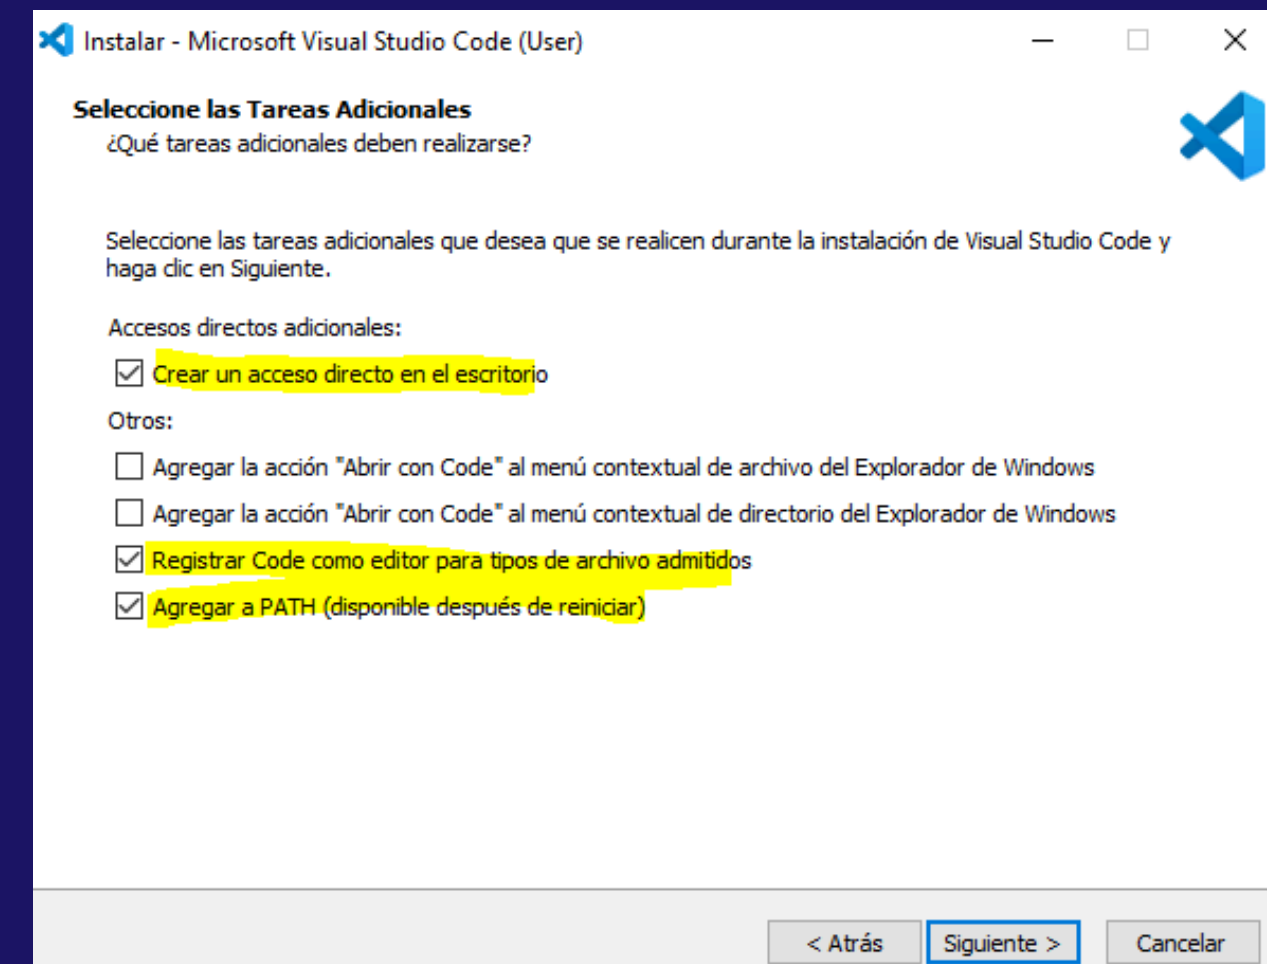 Instalar - Microsoft Visual Studio Code (User)
Seleccione las Tareas Adicionales
¿Qué tareas adicionales deben realizarse?
Seleccione las tareas adicionales que desea que se realicen durante la instalación de Visual Studio Code y
haga clic en Siguiente.
Accesos directos adicionales:
Crear un acceso directo en el escritorio
Otros:
Agregar la acción "Abrir con Code" al menú contextual de archivo del Explorador de Windows
Agregar la acción "Abrir con Code" al menú contextual de directorio del Explorador de Windows
Registrar Code como editor para tipos de archivo admitidos
Agregar a PATH (disponible después de reiniciar)
< Atrás Siguiente > Cancelar